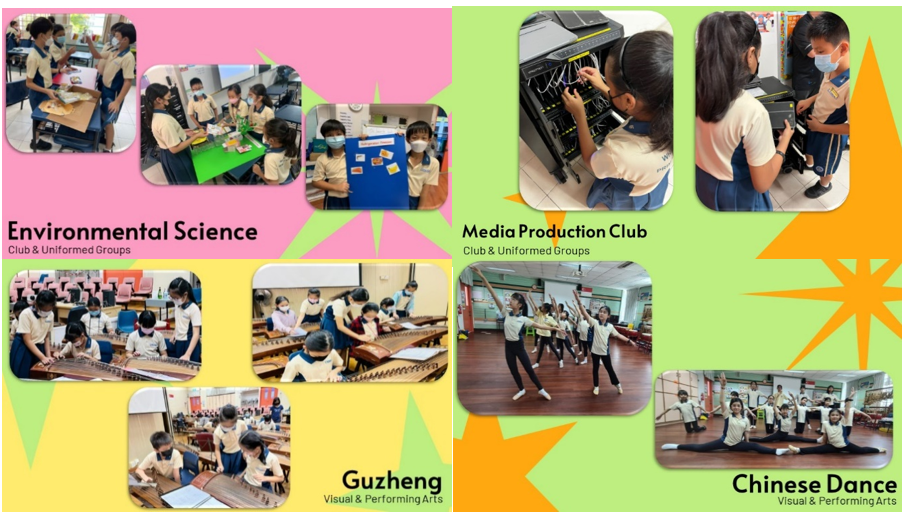 Environmental Science
Club & Uniformed Groups
Media Production Club
Club & Uniformed Groups
Guzheng
Visual & Performing Arts
Chinese Dance
Visual & Performing Arts